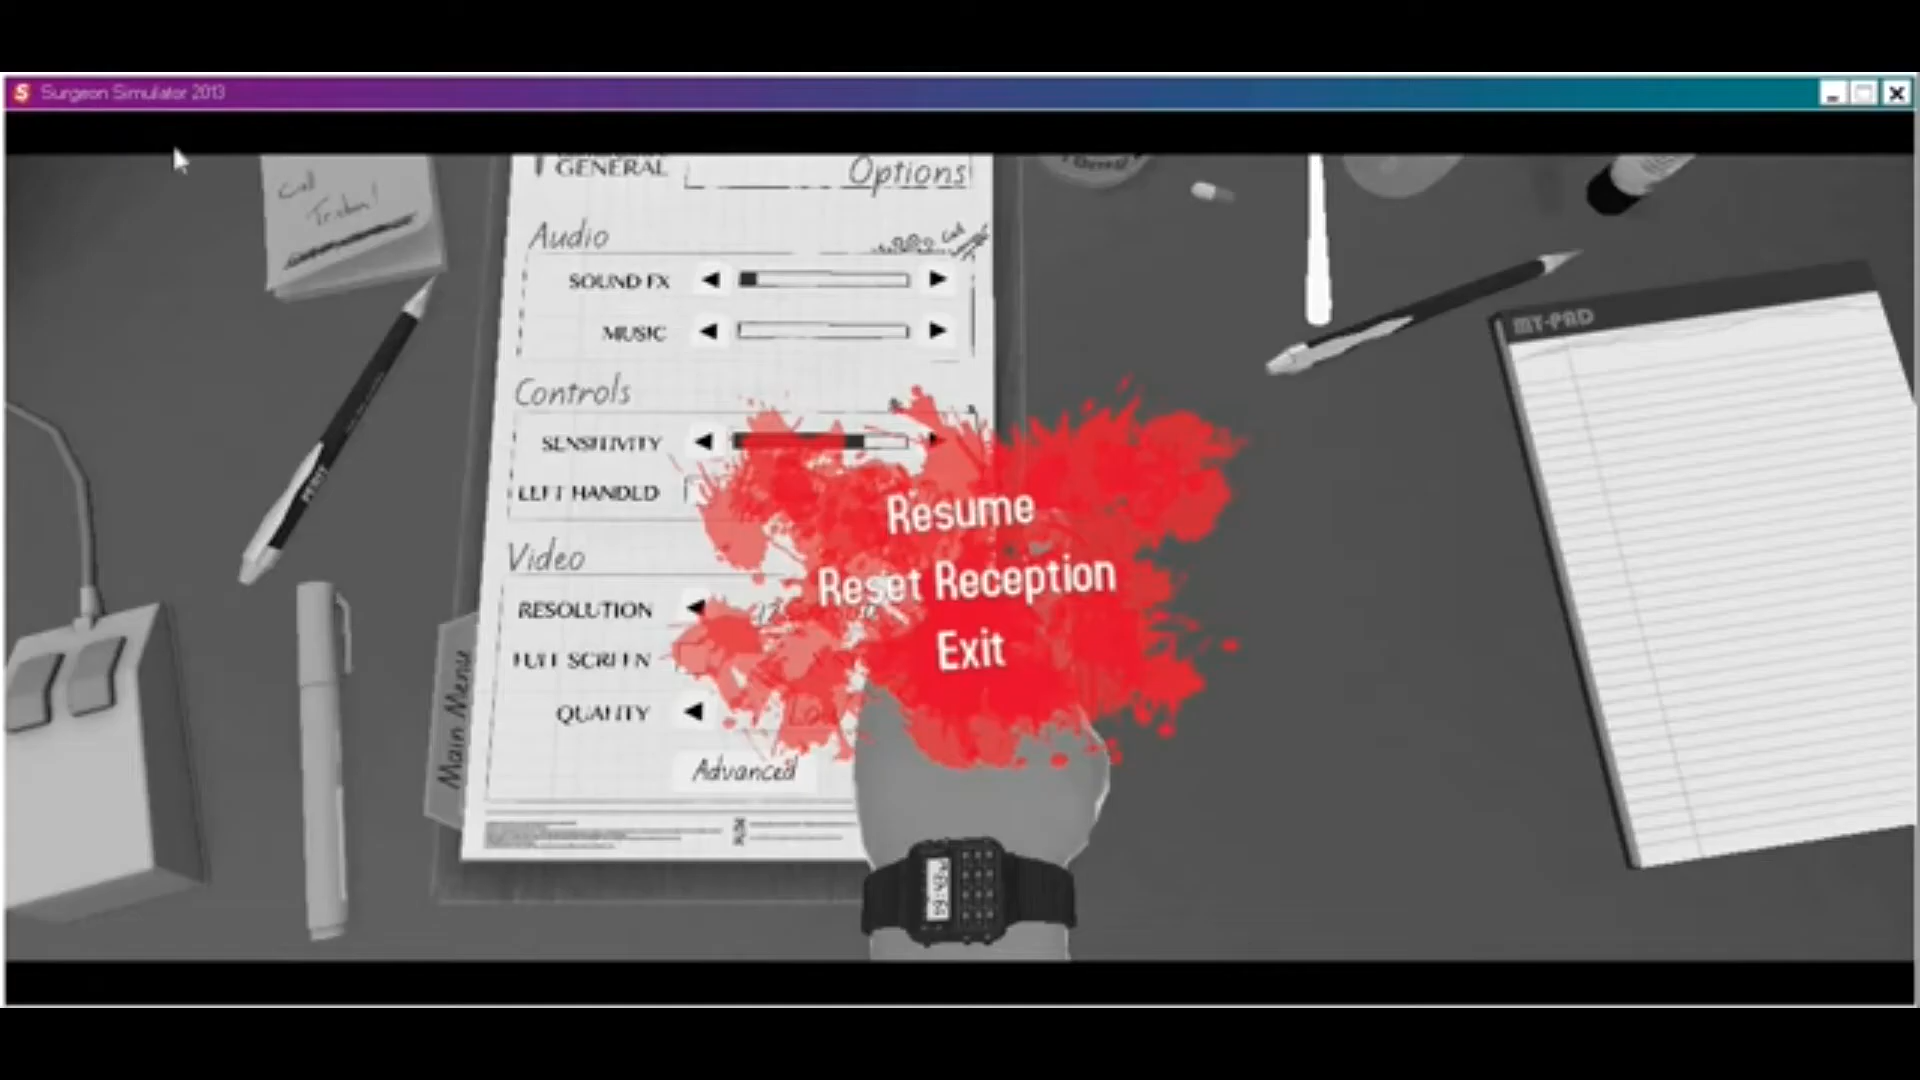 Surgeon Simulator 2013
GENERAL
Options
Call
Audio
SOUND FX
MUSIC
MY-PAD
Controls
SENSITIVITY
LEFT HANDED
Resume
Video
Reset Reception
RESOLUTION
Exit
FULL SCREEN
QUALITY
Main Menu
Advanced